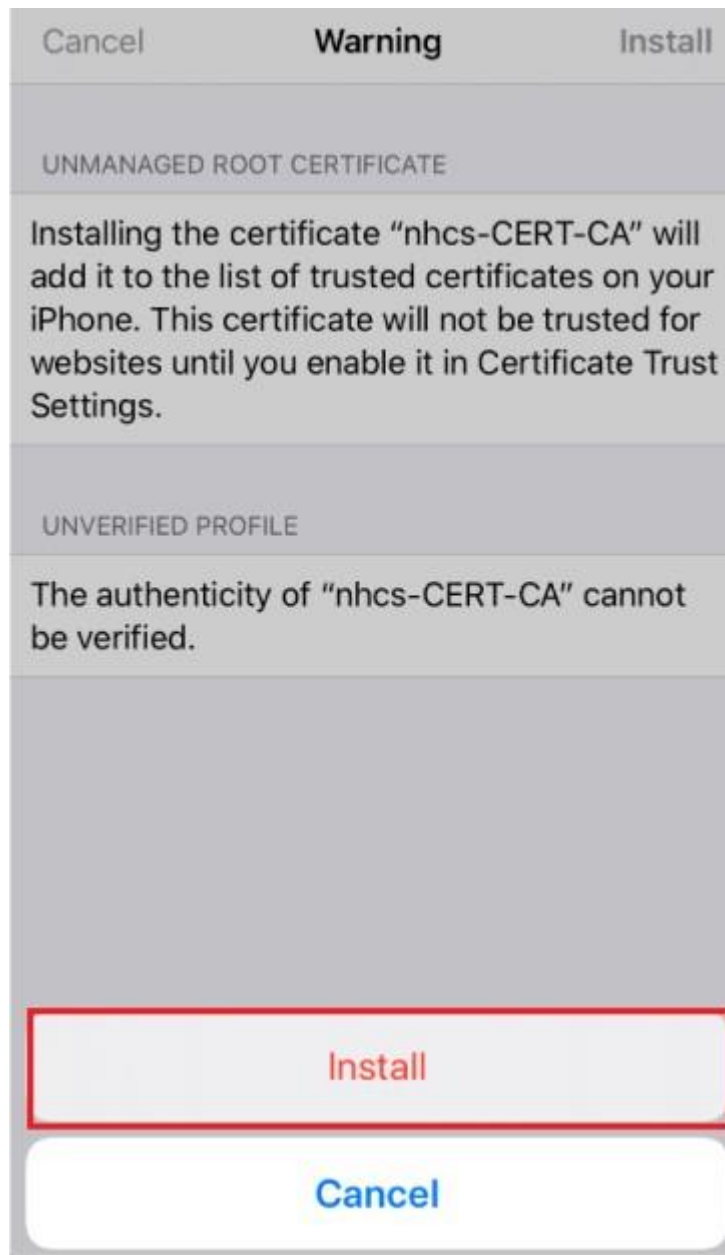 Cancel Warning Install
UNMANAGED ROOT CERTIFICATE
Installing the certificate “nhcs-CERT-CA” will
add it to the list of trusted certificates on your
iPhone. This certificate will not be trusted for
websites until you enable it in Certificate Trust
Settings.
UNVERIFIED PROFILE
The authenticity of “nhcs-CERT-CA” cannot
be verified.
Install
Cancel